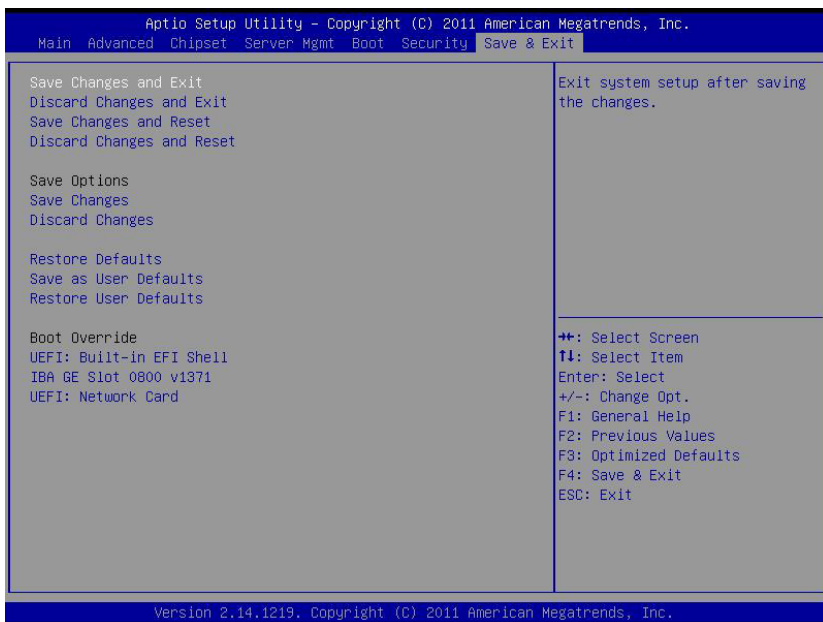 Aptio Setup Utility – Copyright (C) 2011 American Megatrends, Inc.
Main Advanced Chipset Server Mgmt Boot Security Save & Exit
Save Changes and Exit
Discard Changes and Exit
Save Changes and Reset
Discard Changes and Reset
Save Options
Save Changes
Discard Changes
Restore Defaults
Save as User Defaults
Restore User Defaults
Boot Override
UEFI: Built-in EFI Shell
IBA GE Slot 0800 v1371
UEFI: Network Card
Exit system setup after saving
the changes.
→←: Select Screen
↑↓: Select Item
Enter: Select
+/-: Change Opt.
F1: General Help
F2: Previous Values
F3: Optimized Defaults
F4: Save & Exit
ESC: Exit
Version 2.14.1219. Copyright (C) 2011 American Megatrends, Inc.